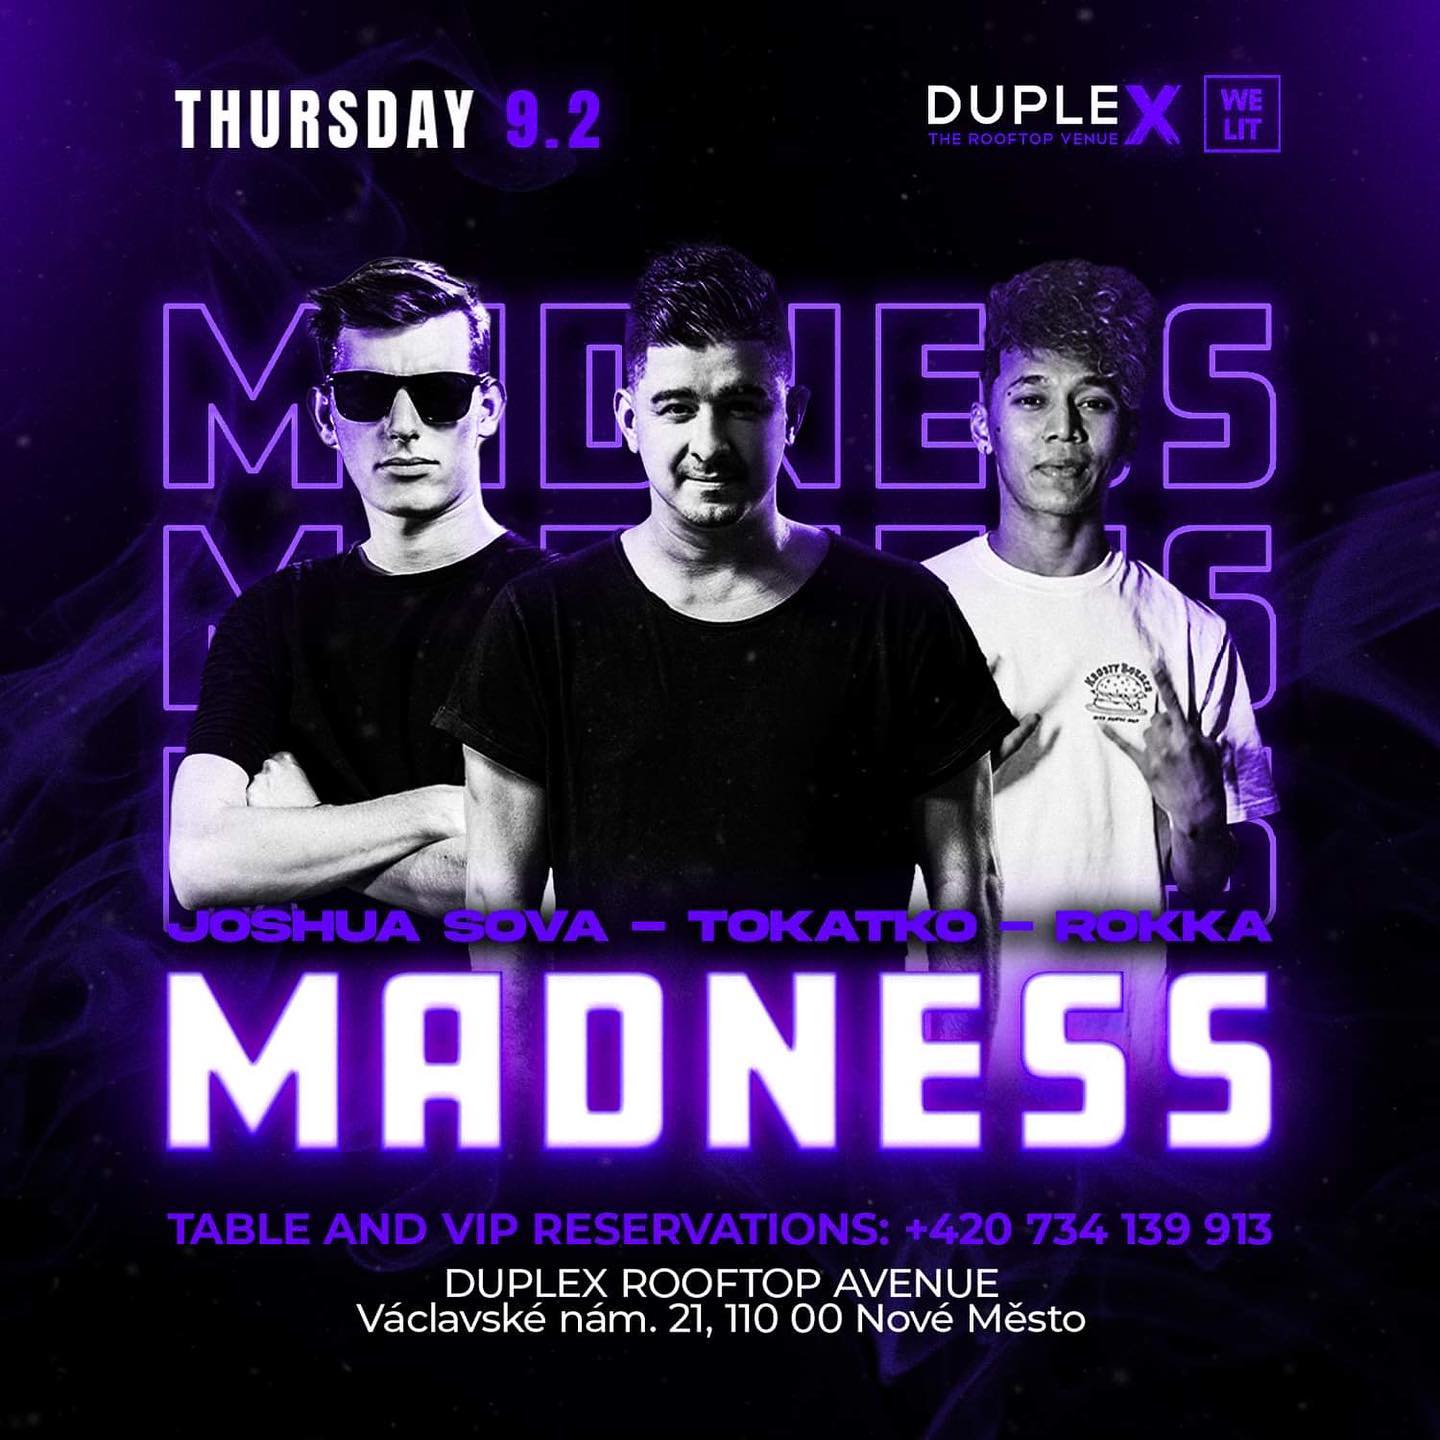 THURSDAY 9.2
DUPLEX
THE ROOFTOP VENUE
WE
LIT
MADNESS
JOSHUA SOVA - TOKATKO - ROKKA
MADNESS
TABLE AND VIP RESERVATIONS: +420 734 139 913
DUPLEX ROOFTOP AVENUE
Václavské nám. 21, 110 00 Nové Město